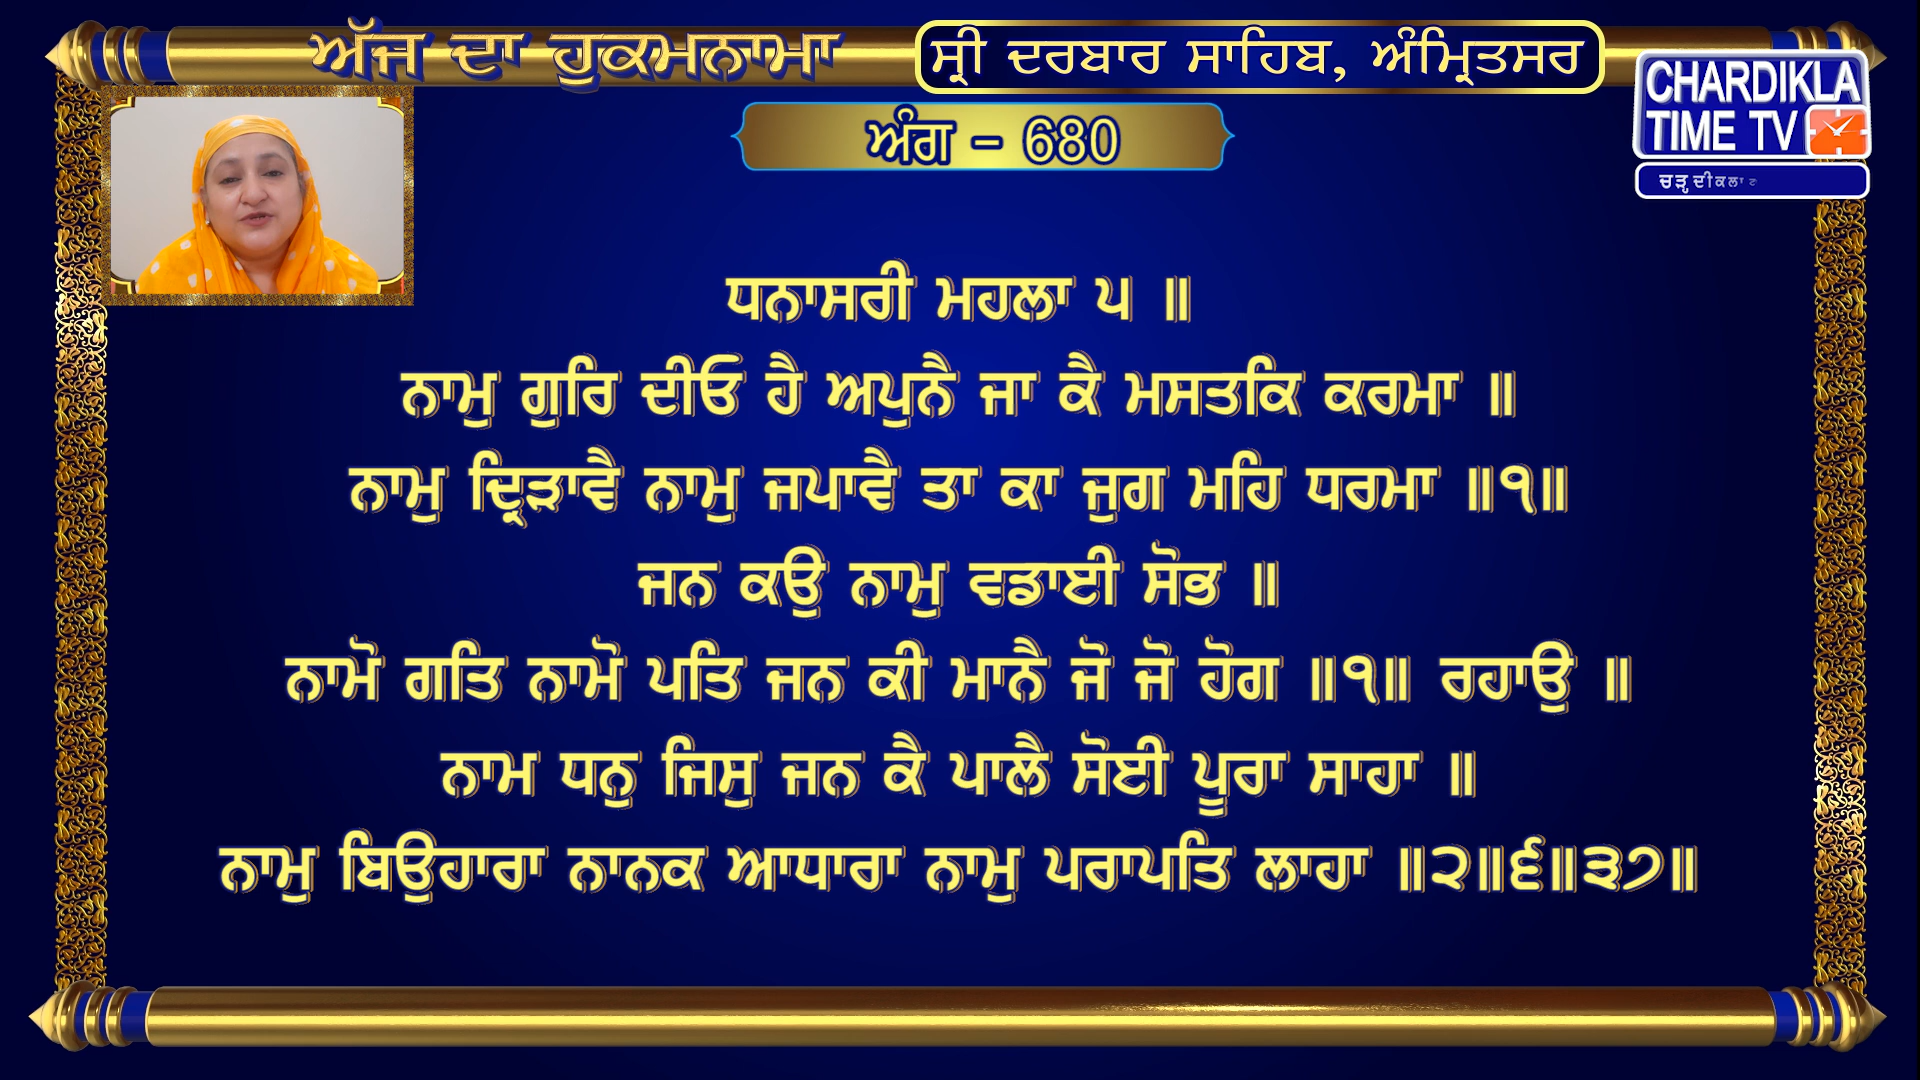 ਅੱਜ ਦਾ ਹੁਕਮਨਾਮਾ
ਸ੍ਰੀ ਦਰਬਾਰ ਸਾਹਿਬ, ਅੰਮ੍ਰਿਤਸਰ
CHARDIKLA
TIME TV
ਚੜ੍ਹਦੀਕਲਾ
ਅੰਗ - 680
ਧਨਾਸਰੀ ਮਹਲਾ ੫ ॥
ਨਾਮੁ ਗੁਰਿ ਦੀਓ ਹੈ ਅਪੁਨੈ ਜਾ ਕੈ ਮਸਤਕਿ ਕਰਮਾ ॥
ਨਾਮੁ ਦ੍ਰਿੜਾਵੈ ਨਾਮੁ ਜਪਾਵੈ ਤਾ ਕਾ ਜੁਗ ਮਹਿ ਧਰਮਾ ॥੧॥
ਜਨ ਕਉ ਨਾਮੁ ਵਡਾਈ ਸੋਭ ॥
ਨਾਮੋ ਗਤਿ ਨਾਮੋ ਪਤਿ ਜਨ ਕੀ ਮਾਨੈ ਜੋ ਜੋ ਹੋਗ ॥੧॥ ਰਹਾਉ ॥
ਨਾਮ ਧਨੁ ਜਿਸੁ ਜਨ ਕੈ ਪਾਲੈ ਸੋਈ ਪੂਰਾ ਸਾਹਾ ॥
ਨਾਮੁ ਬਿਉਹਾਰਾ ਨਾਨਕ ਆਧਾਰਾ ਨਾਮੁ ਪਰਾਪਤਿ ਲਾਹਾ ॥੨॥੬॥੩੭॥